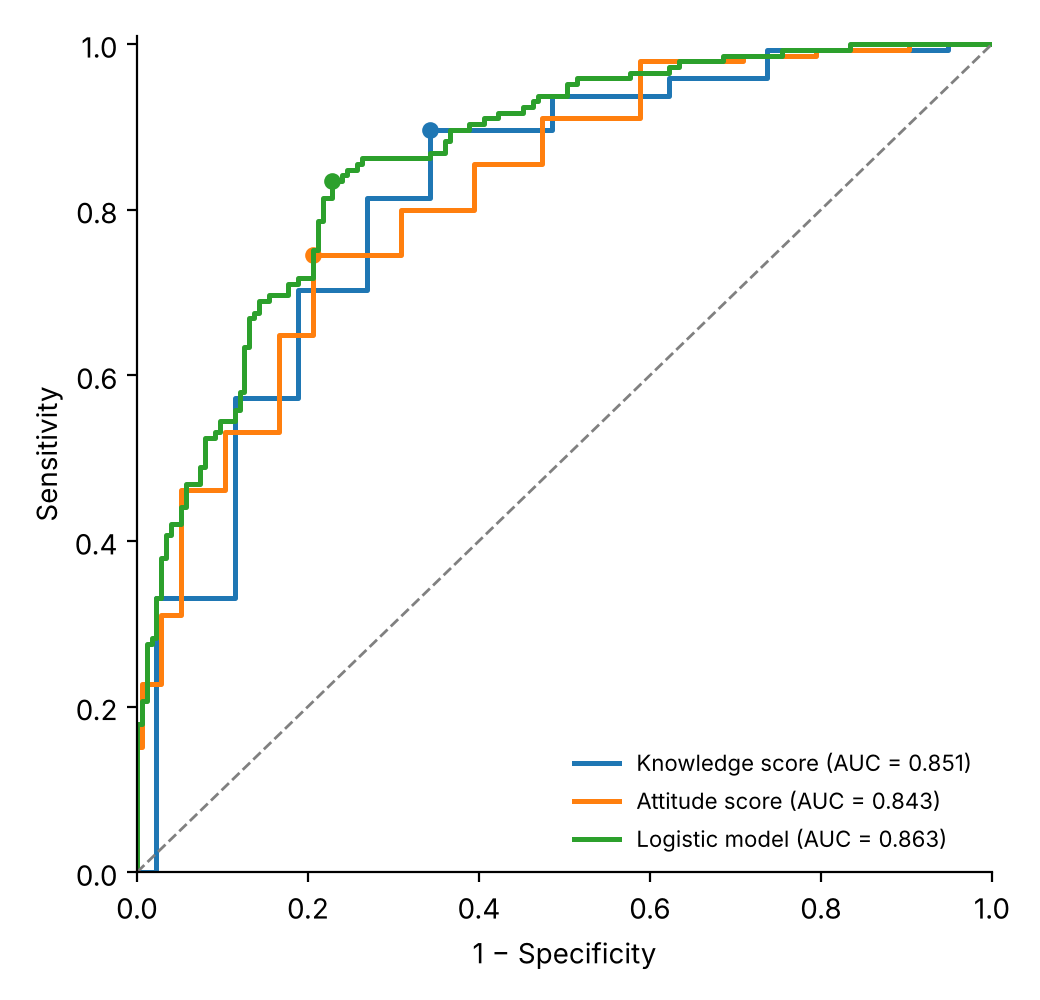 1.0
0.8
0.6
0.4
0.2
0.0
Sensitivity
Knowledge score (AUC = 0.851)
Attitude score (AUC = 0.843)
Logistic model (AUC = 0.863)
0.0 0.2 0.4 0.6 0.8 1.0
1 − Specificity